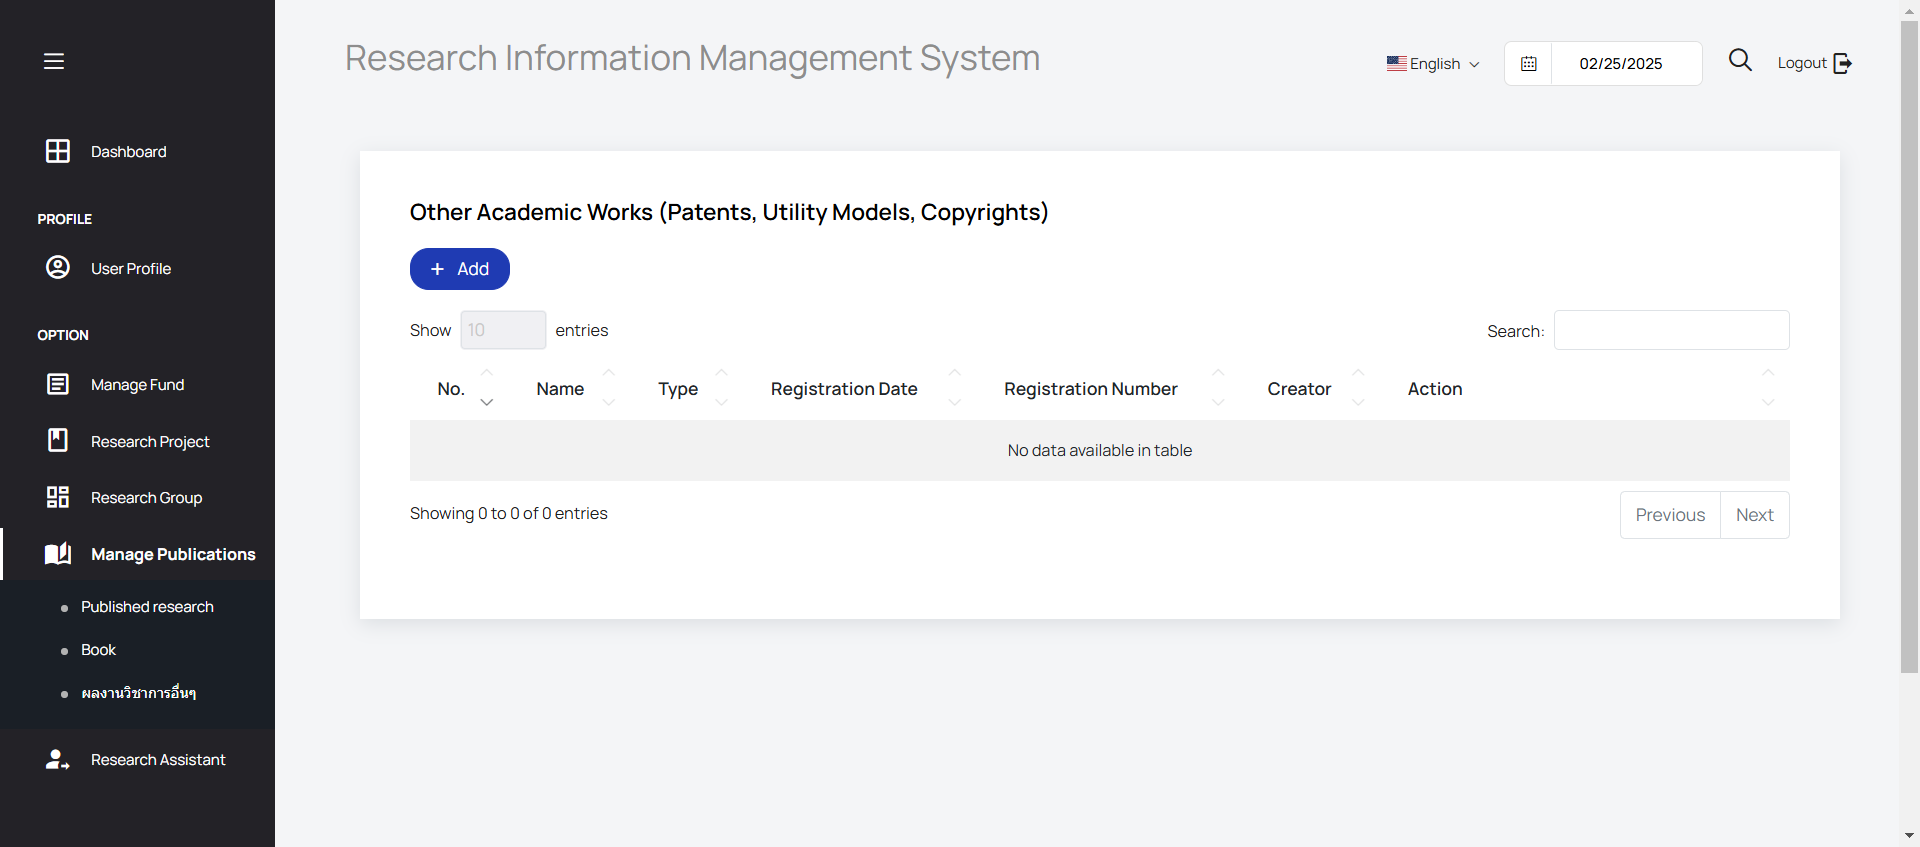 Research Information Management System
English
02/25/2025
Logout
Dashboard
PROFILE
User Profile
OPTION
Manage Fund
Research Project
Research Group
Manage Publications
Published research
Book
ผลงานวิชาการอื่นๆ
Research Assistant
Other Academic Works (Patents, Utility Models, Copyrights)
+ Add
Show 10 entries
Search:
No. Name Type Registration Date Registration Number Creator Action
No data available in table
Showing 0 to 0 of 0 entries
Previous Next